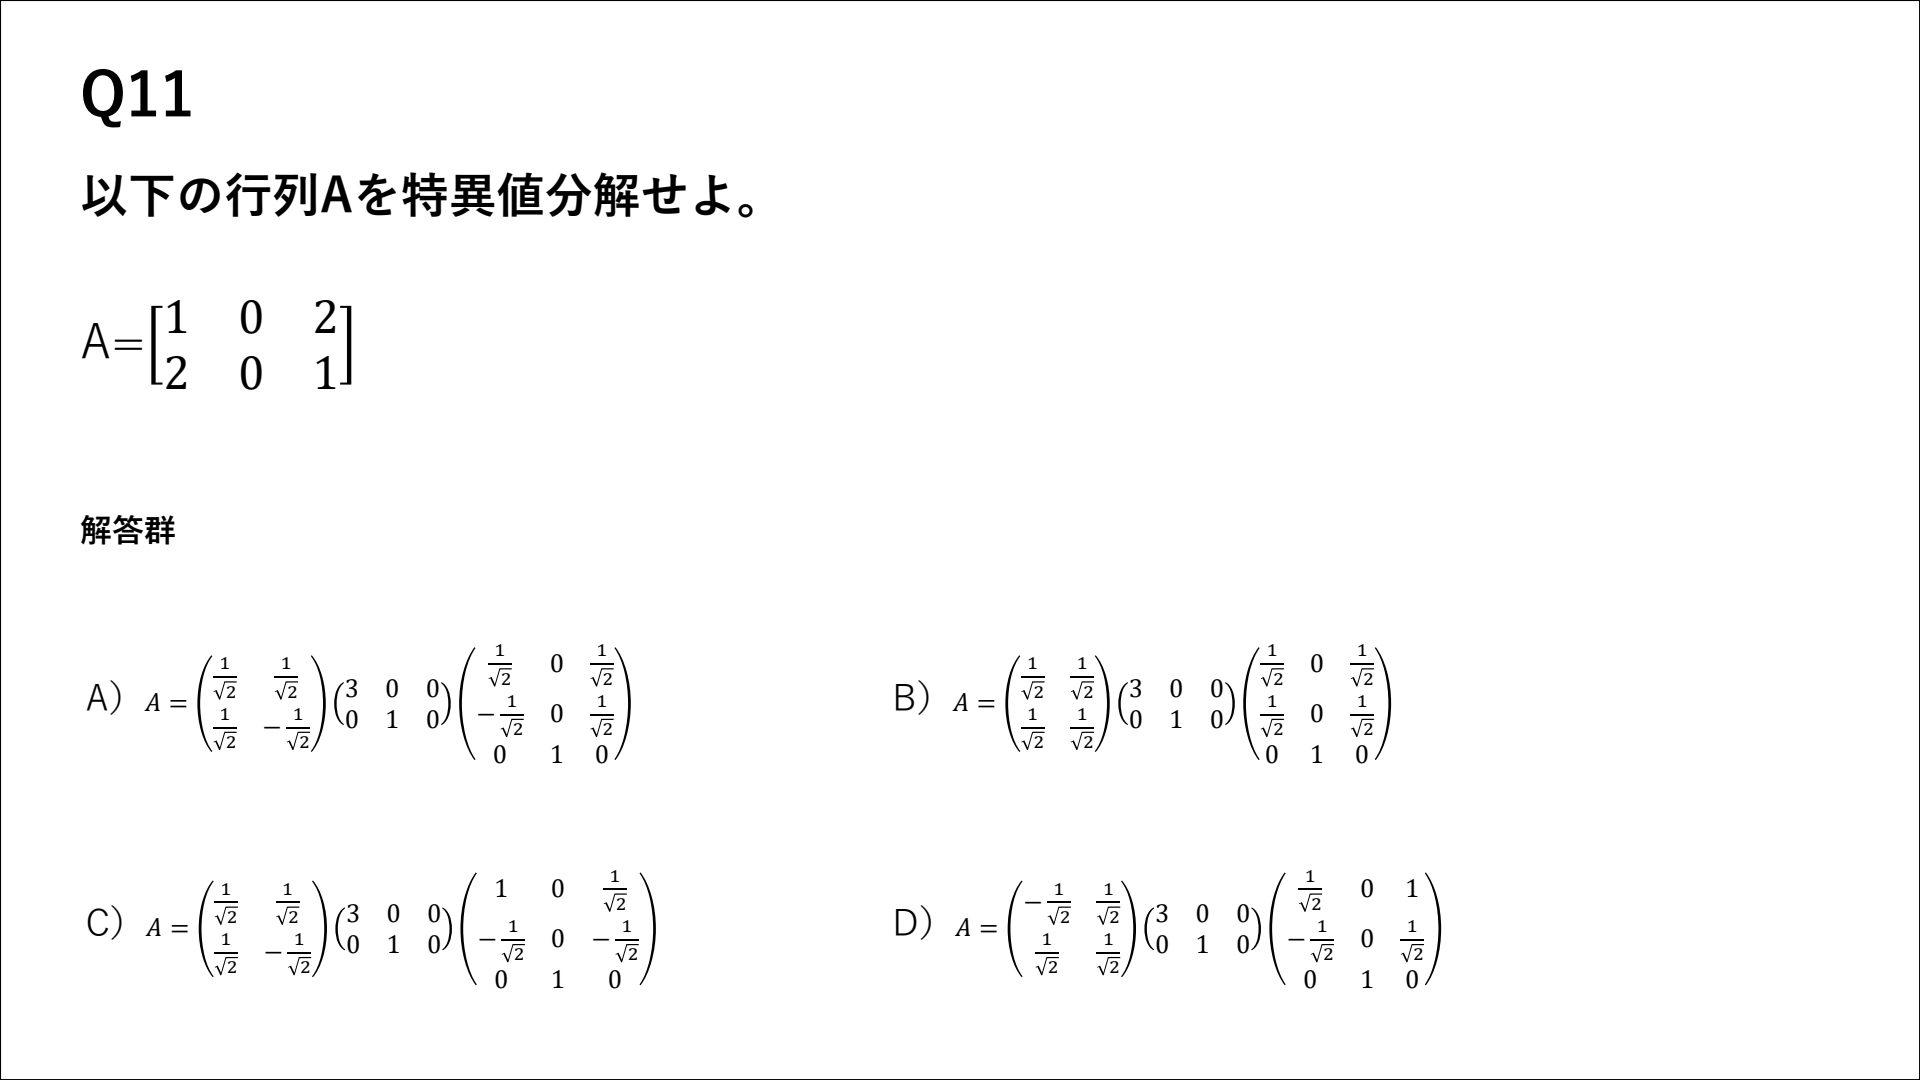 Q11
以下の行列Aを特異値分解せよ。
A=[1 0 2
2 0 1]
解答群
A) A = (1/√2 1/√2
1/√2 −1/√2) (3 0 0
0 1 0) (1/√2 0 1/√2
−1/√2 0 1/√2
0 1 0)
B) A = (1/√2 1/√2
1/√2 1/√2) (3 0 0
0 1 0) (1/√2 0 1/√2
1/√2 0 1/√2
0 1 0)
C) A = (1/√2 1/√2
1/√2 −1/√2) (3 0 0
0 1 0) (1 0 1/√2
−1/√2 0 −1/√2
0 1 0)
D) A = (−1/√2 1/√2
1/√2 1/√2) (3 0 0
0 1 0) (1/√2 0 1
−1/√2 0 1/√2
0 1 0)